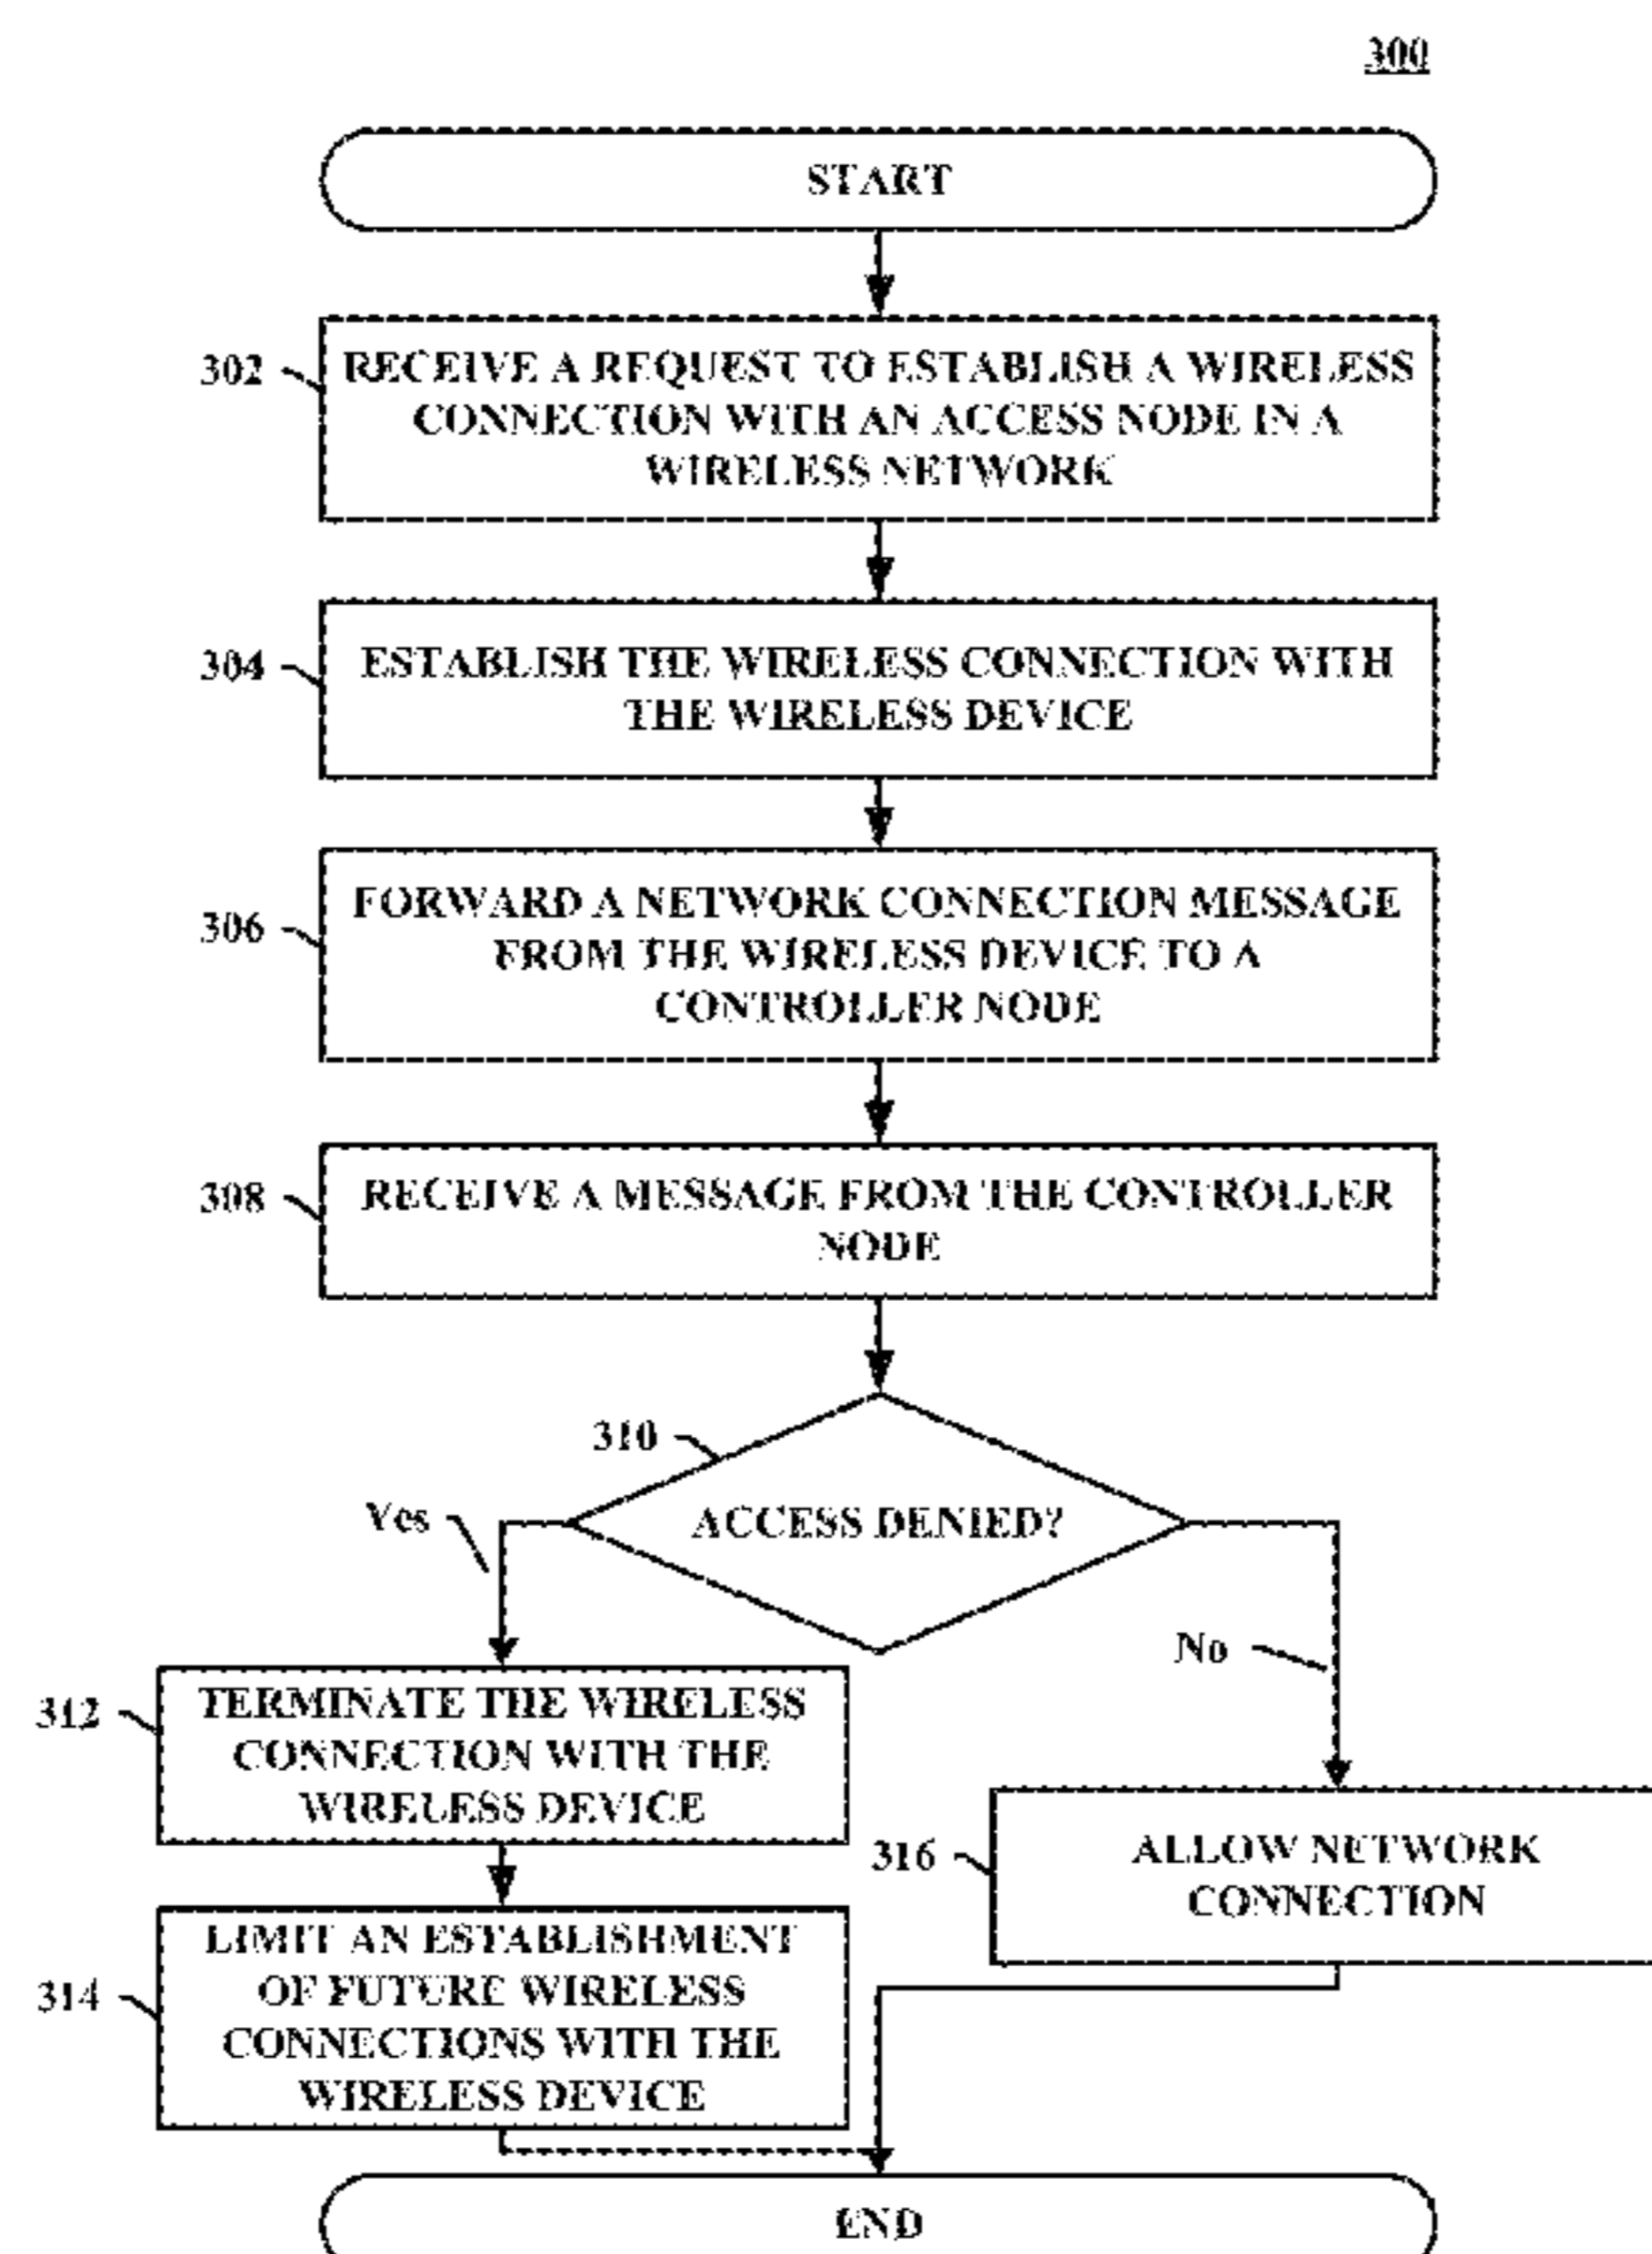 300
START
302
RECEIVE A REQUEST TO ESTABLISH A WIRELESS
CONNECTION WITH AN ACCESS NODE IN A
WIRELESS NETWORK
304
ESTABLISH THE WIRELESS CONNECTION WITH
THE WIRELESS DEVICE
306
FORWARD A NETWORK CONNECTION MESSAGE
FROM THE WIRELESS DEVICE TO A
CONTROLLER NODE
308
RECEIVE A MESSAGE FROM THE CONTROLLER
NODE
310
ACCESS DENIED?
Yes
No
312
TERMINATE THE WIRELESS
CONNECTION WITH THE
WIRELESS DEVICE
316
ALLOW NETWORK
CONNECTION
314
LIMIT AN ESTABLISHMENT
OF FUTURE WIRELESS
CONNECTIONS WITH THE
WIRELESS DEVICE
END